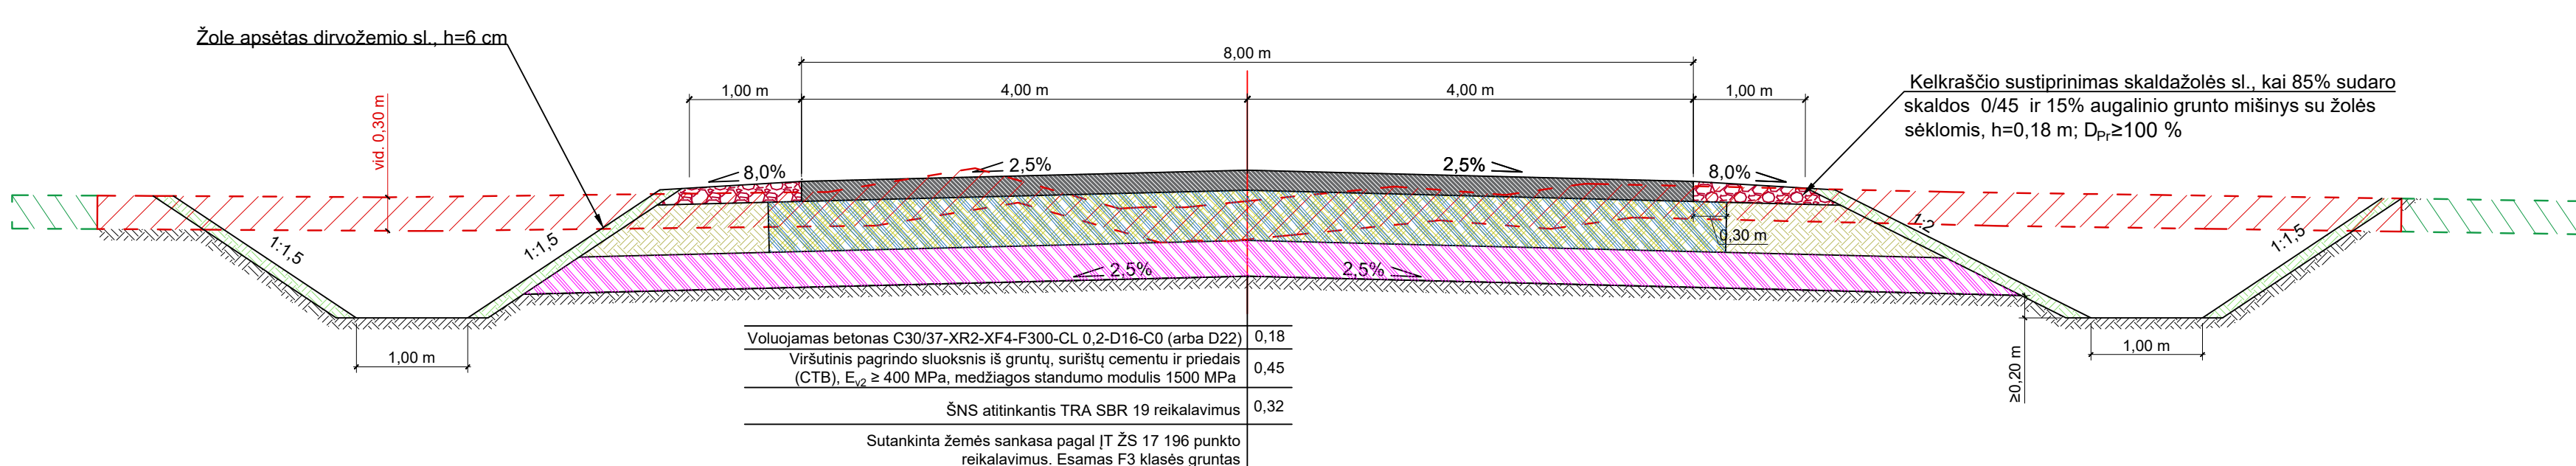 Žole apsėtas dirvožemio sl., h=6 cm
8,00 m
1,00 m
4,00 m
4,00 m
1,00 m
Kelkraščio sustiprinimas skaldažolės sl., kai 85% sudaro
skaldos 0/45 ir 15% augalinio grunto mišinys su žolės
sėklomis, h=0,18 m; DPr≥100 %
vid. 0,30 m
8,0%
2,5%
2,5%
8,0%
1:1,5
1:1,5
1:2
1:1,5
0,30 m
2,5%
2,5%
1,00 m
1,00 m
≥0,20 m
Voluojamas betonas C30/37-XR2-XF4-F300-CL 0,2-D16-C0 (arba D22) 0,18
Viršutinis pagrindo sluoksnis iš gruntų, surištų cementu ir priedais
(CTB), Ev2 ≥ 400 MPa, medžiagos standumo modulis 1500 MPa 0,45
ŠNS atitinkantis TRA SBR 19 reikalavimus 0,32
Sutankinta žemės sankasa pagal ĮT ŽS 17 196 punkto
reikalavimus. Esamas F3 klasės gruntas